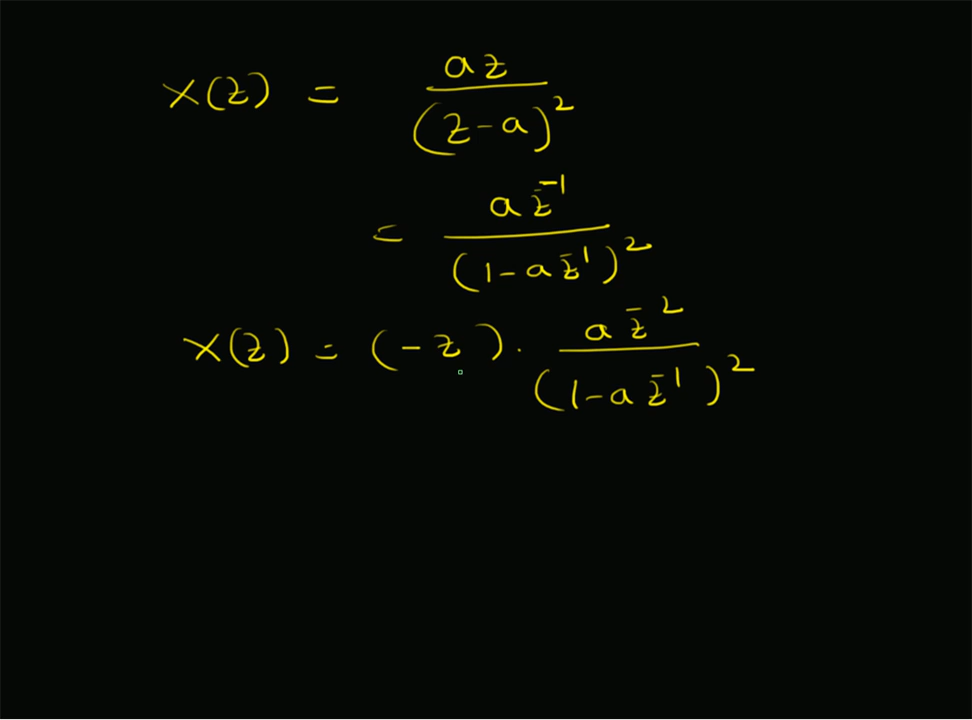 X(z) = az / (z-a)²
= az⁻¹ / (1-az⁻¹)²
X(z) = (-z) · az⁻² / (1-az⁻¹)²